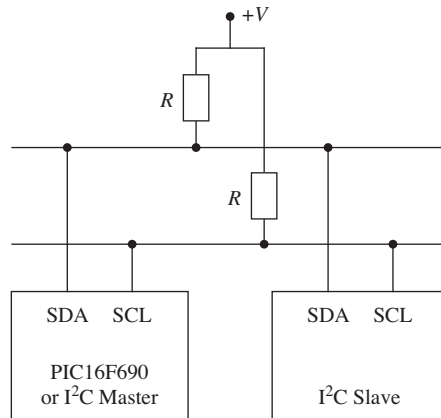 +V
R
R
SDA SCL
SDA SCL
PIC16F690
or I²C Master
I²C Slave